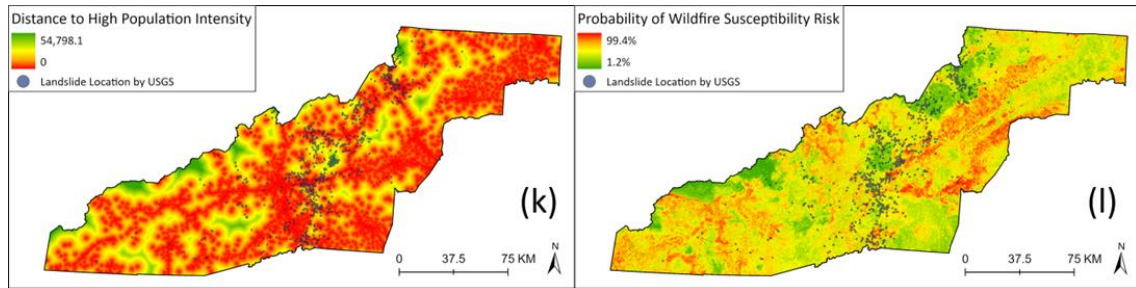 Distance to High Population Intensity
54,798.1
0
Landslide Location by USGS
(k)
N
0 37.5 75 KM
Probability of Wildfire Susceptibility Risk
99.4%
1.2%
Landslide Location by USGS
(l)
N
0 37.5 75 KM